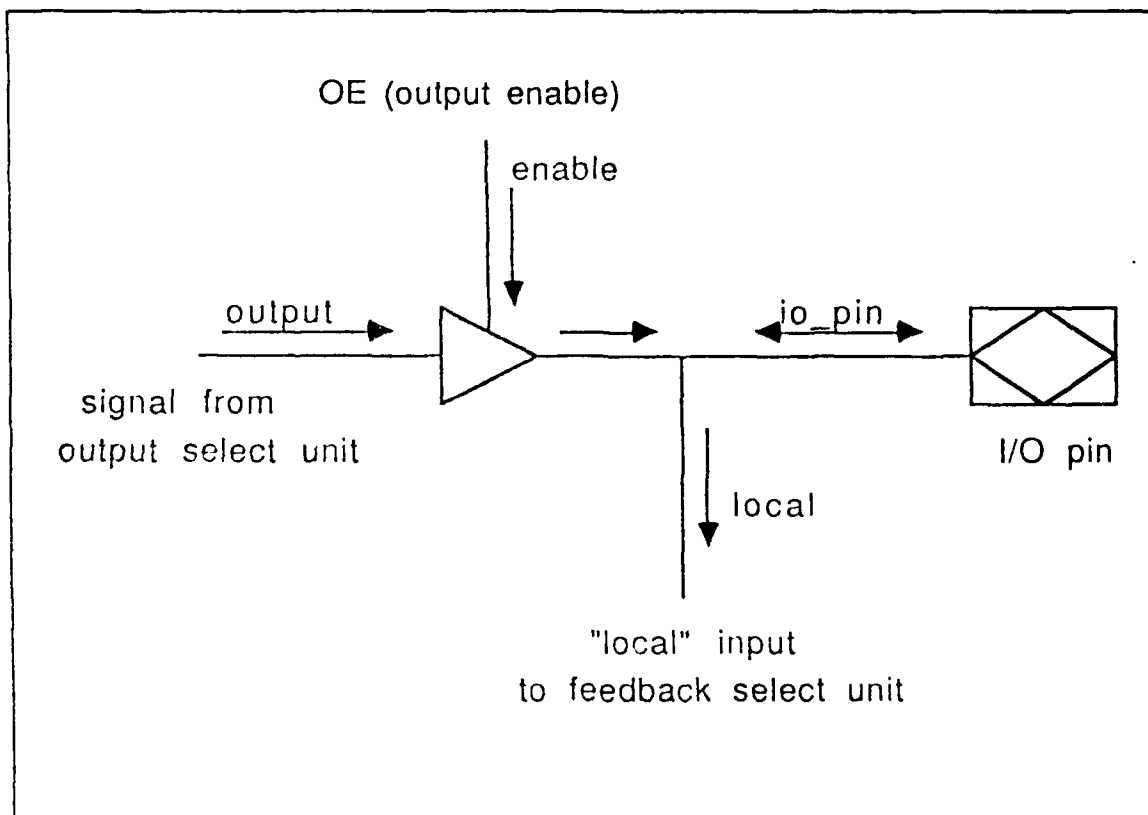 OE (output enable)
enable
output
io_pin
signal from
output select unit
I/O pin
local
"local" input
to feedback select unit